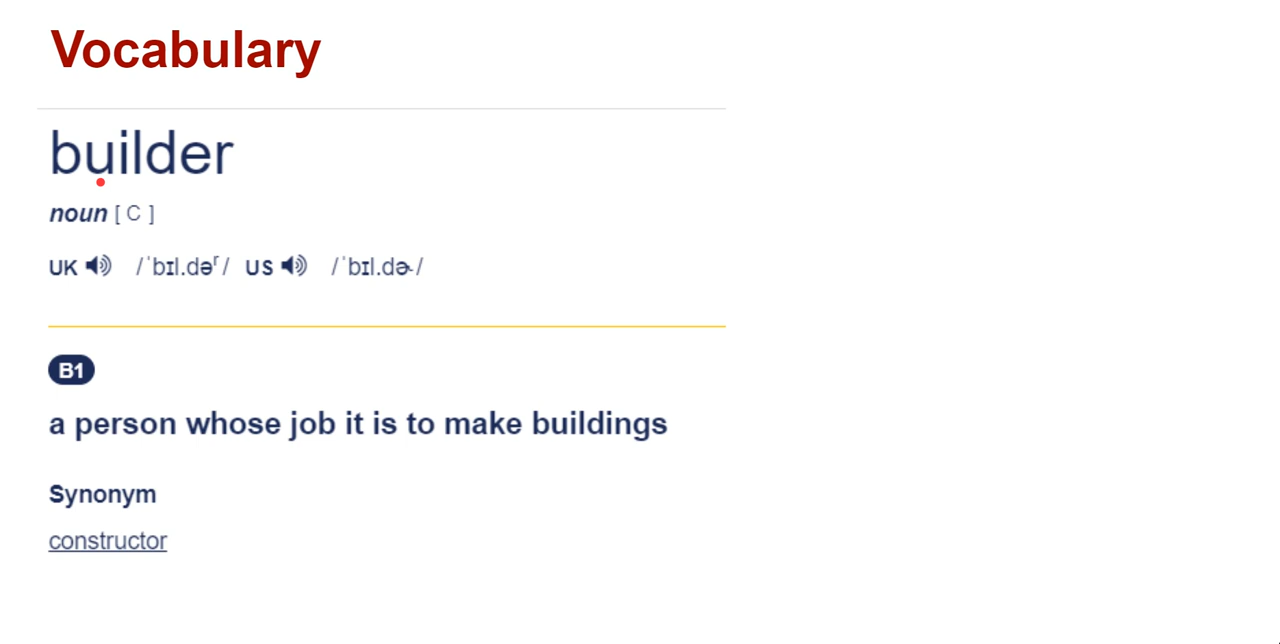 Vocabulary
builder
noun [ C ]
UK /ˈbɪl.dəʳ/ US /ˈbɪl.dɚ/
B1
a person whose job it is to make buildings
Synonym
constructor